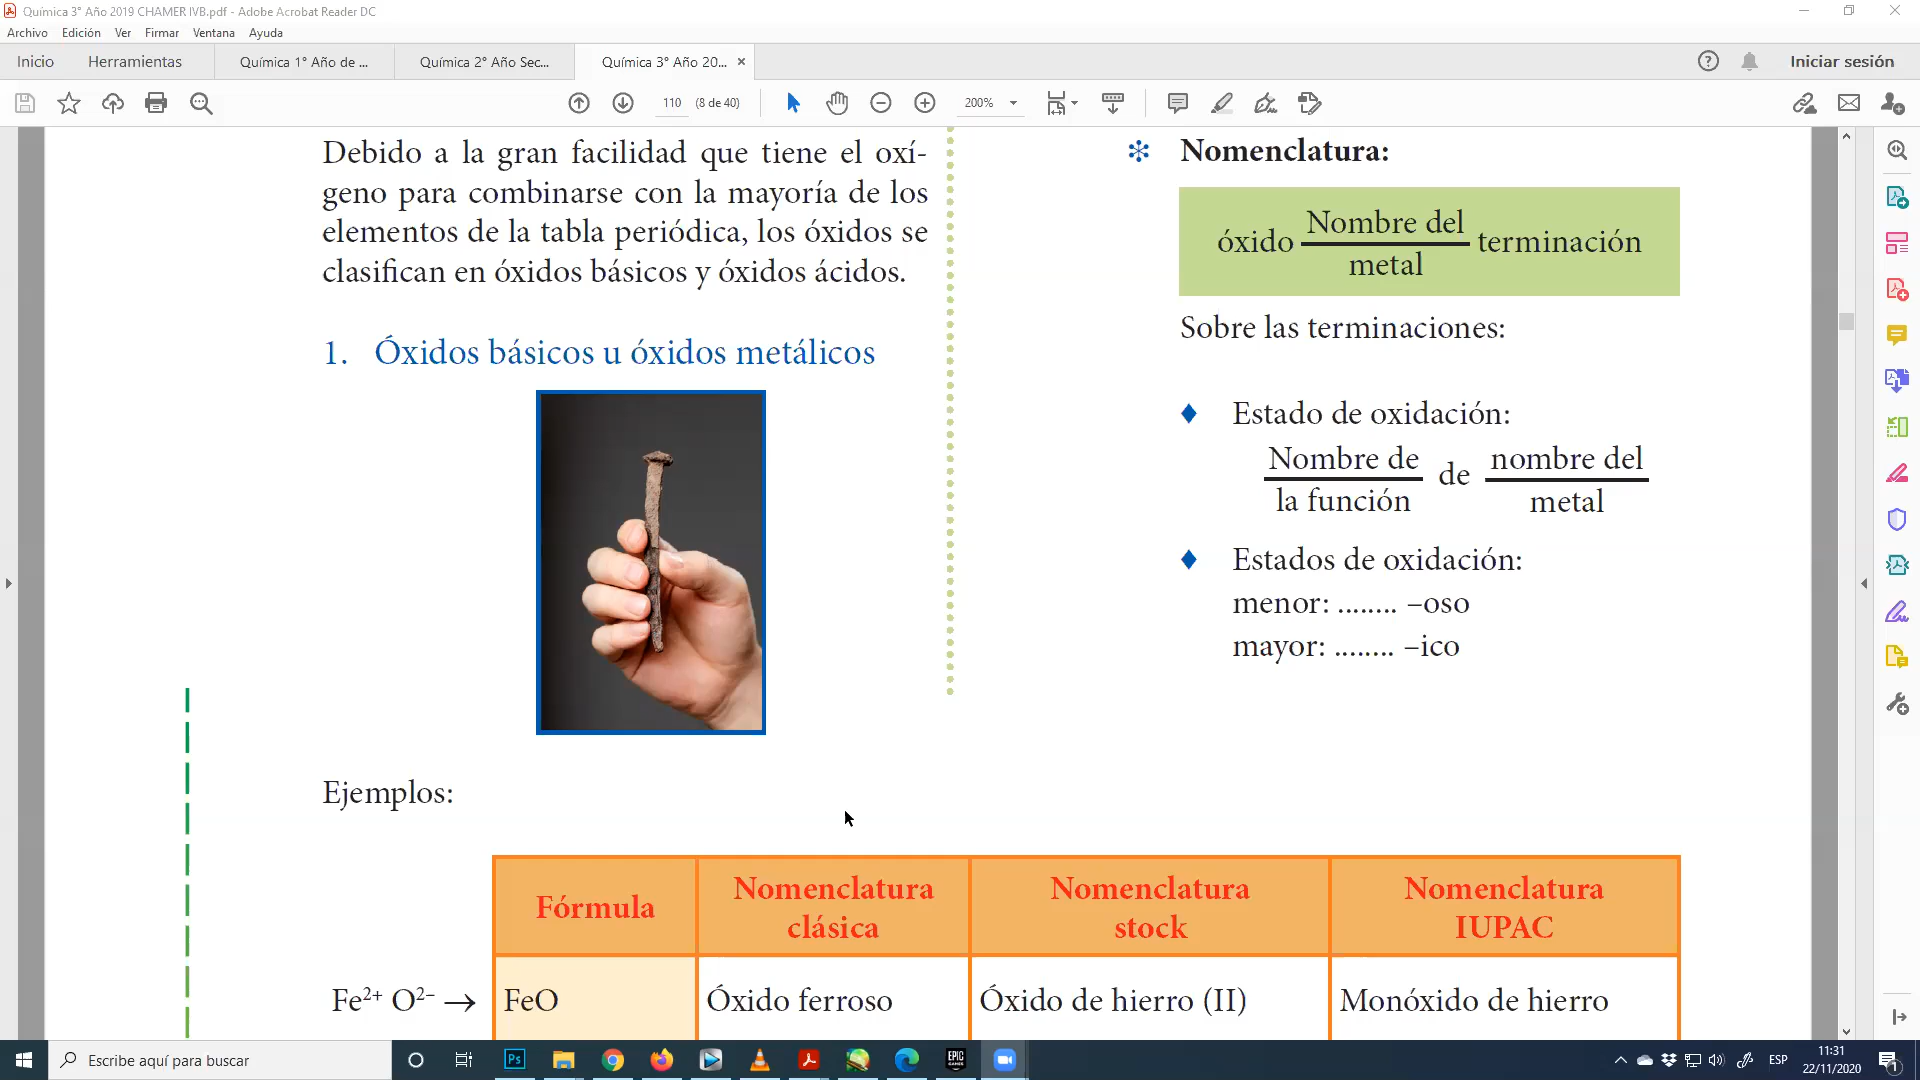 Química 3° Año 2019 CHAMER IVB.pdf - Adobe Acrobat Reader DC
Archivo Edición Ver Firmar Ventana Ayuda
Inicio Herramientas Química 1° Año de ... Química 2° Año Sec... Química 3° Año 20... × Iniciar sesión
110 (8 de 40) 200%
Debido a la gran facilidad que tiene el oxí-
geno para combinarse con la mayoría de los
elementos de la tabla periódica, los óxidos se
clasifican en óxidos básicos y óxidos ácidos.
1. Óxidos básicos u óxidos metálicos
Nomenclatura:
óxido Nombre del metal terminación
Sobre las terminaciones:
Estado de oxidación:
Nombre de la función de nombre del metal
Estados de oxidación:
menor: ........ –oso
mayor: ........ –ico
Ejemplos:
Fórmula
Nomenclatura clásica
Nomenclatura stock
Nomenclatura IUPAC
Fe²⁺ O²⁻ → FeO Óxido ferroso Óxido de hierro (II) Monóxido de hierro
Escribe aquí para buscar
Ps
EPIC GAMES
ESP
11:31
22/11/2020
1